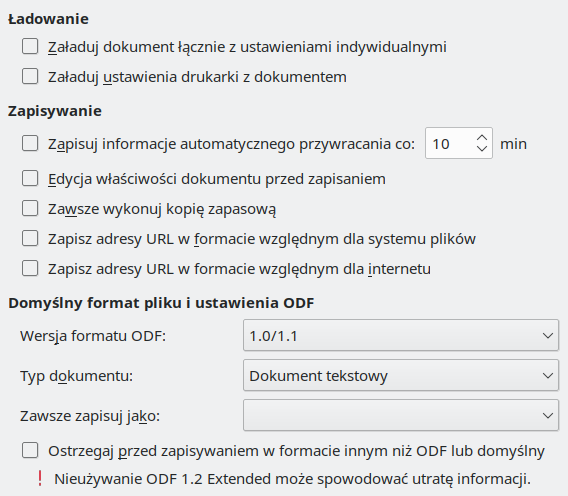 Ładowanie
Załaduj dokument łącznie z ustawieniami indywidualnymi
Załaduj ustawienia drukarki z dokumentem
Zapisywanie
Zapisuj informacje automatycznego przywracania co: 10 min
Edycja właściwości dokumentu przed zapisaniem
Zawsze wykonuj kopię zapasową
Zapisz adresy URL w formacie względnym dla systemu plików
Zapisz adresy URL w formacie względnym dla internetu
Domyślny format pliku i ustawienia ODF
Wersja formatu ODF: 1.0/1.1
Typ dokumentu: Dokument tekstowy
Zawsze zapisuj jako:
Ostrzegaj przed zapisywaniem w formacie innym niż ODF lub domyślny
! Nieużywanie ODF 1.2 Extended może spowodować utratę informacji.